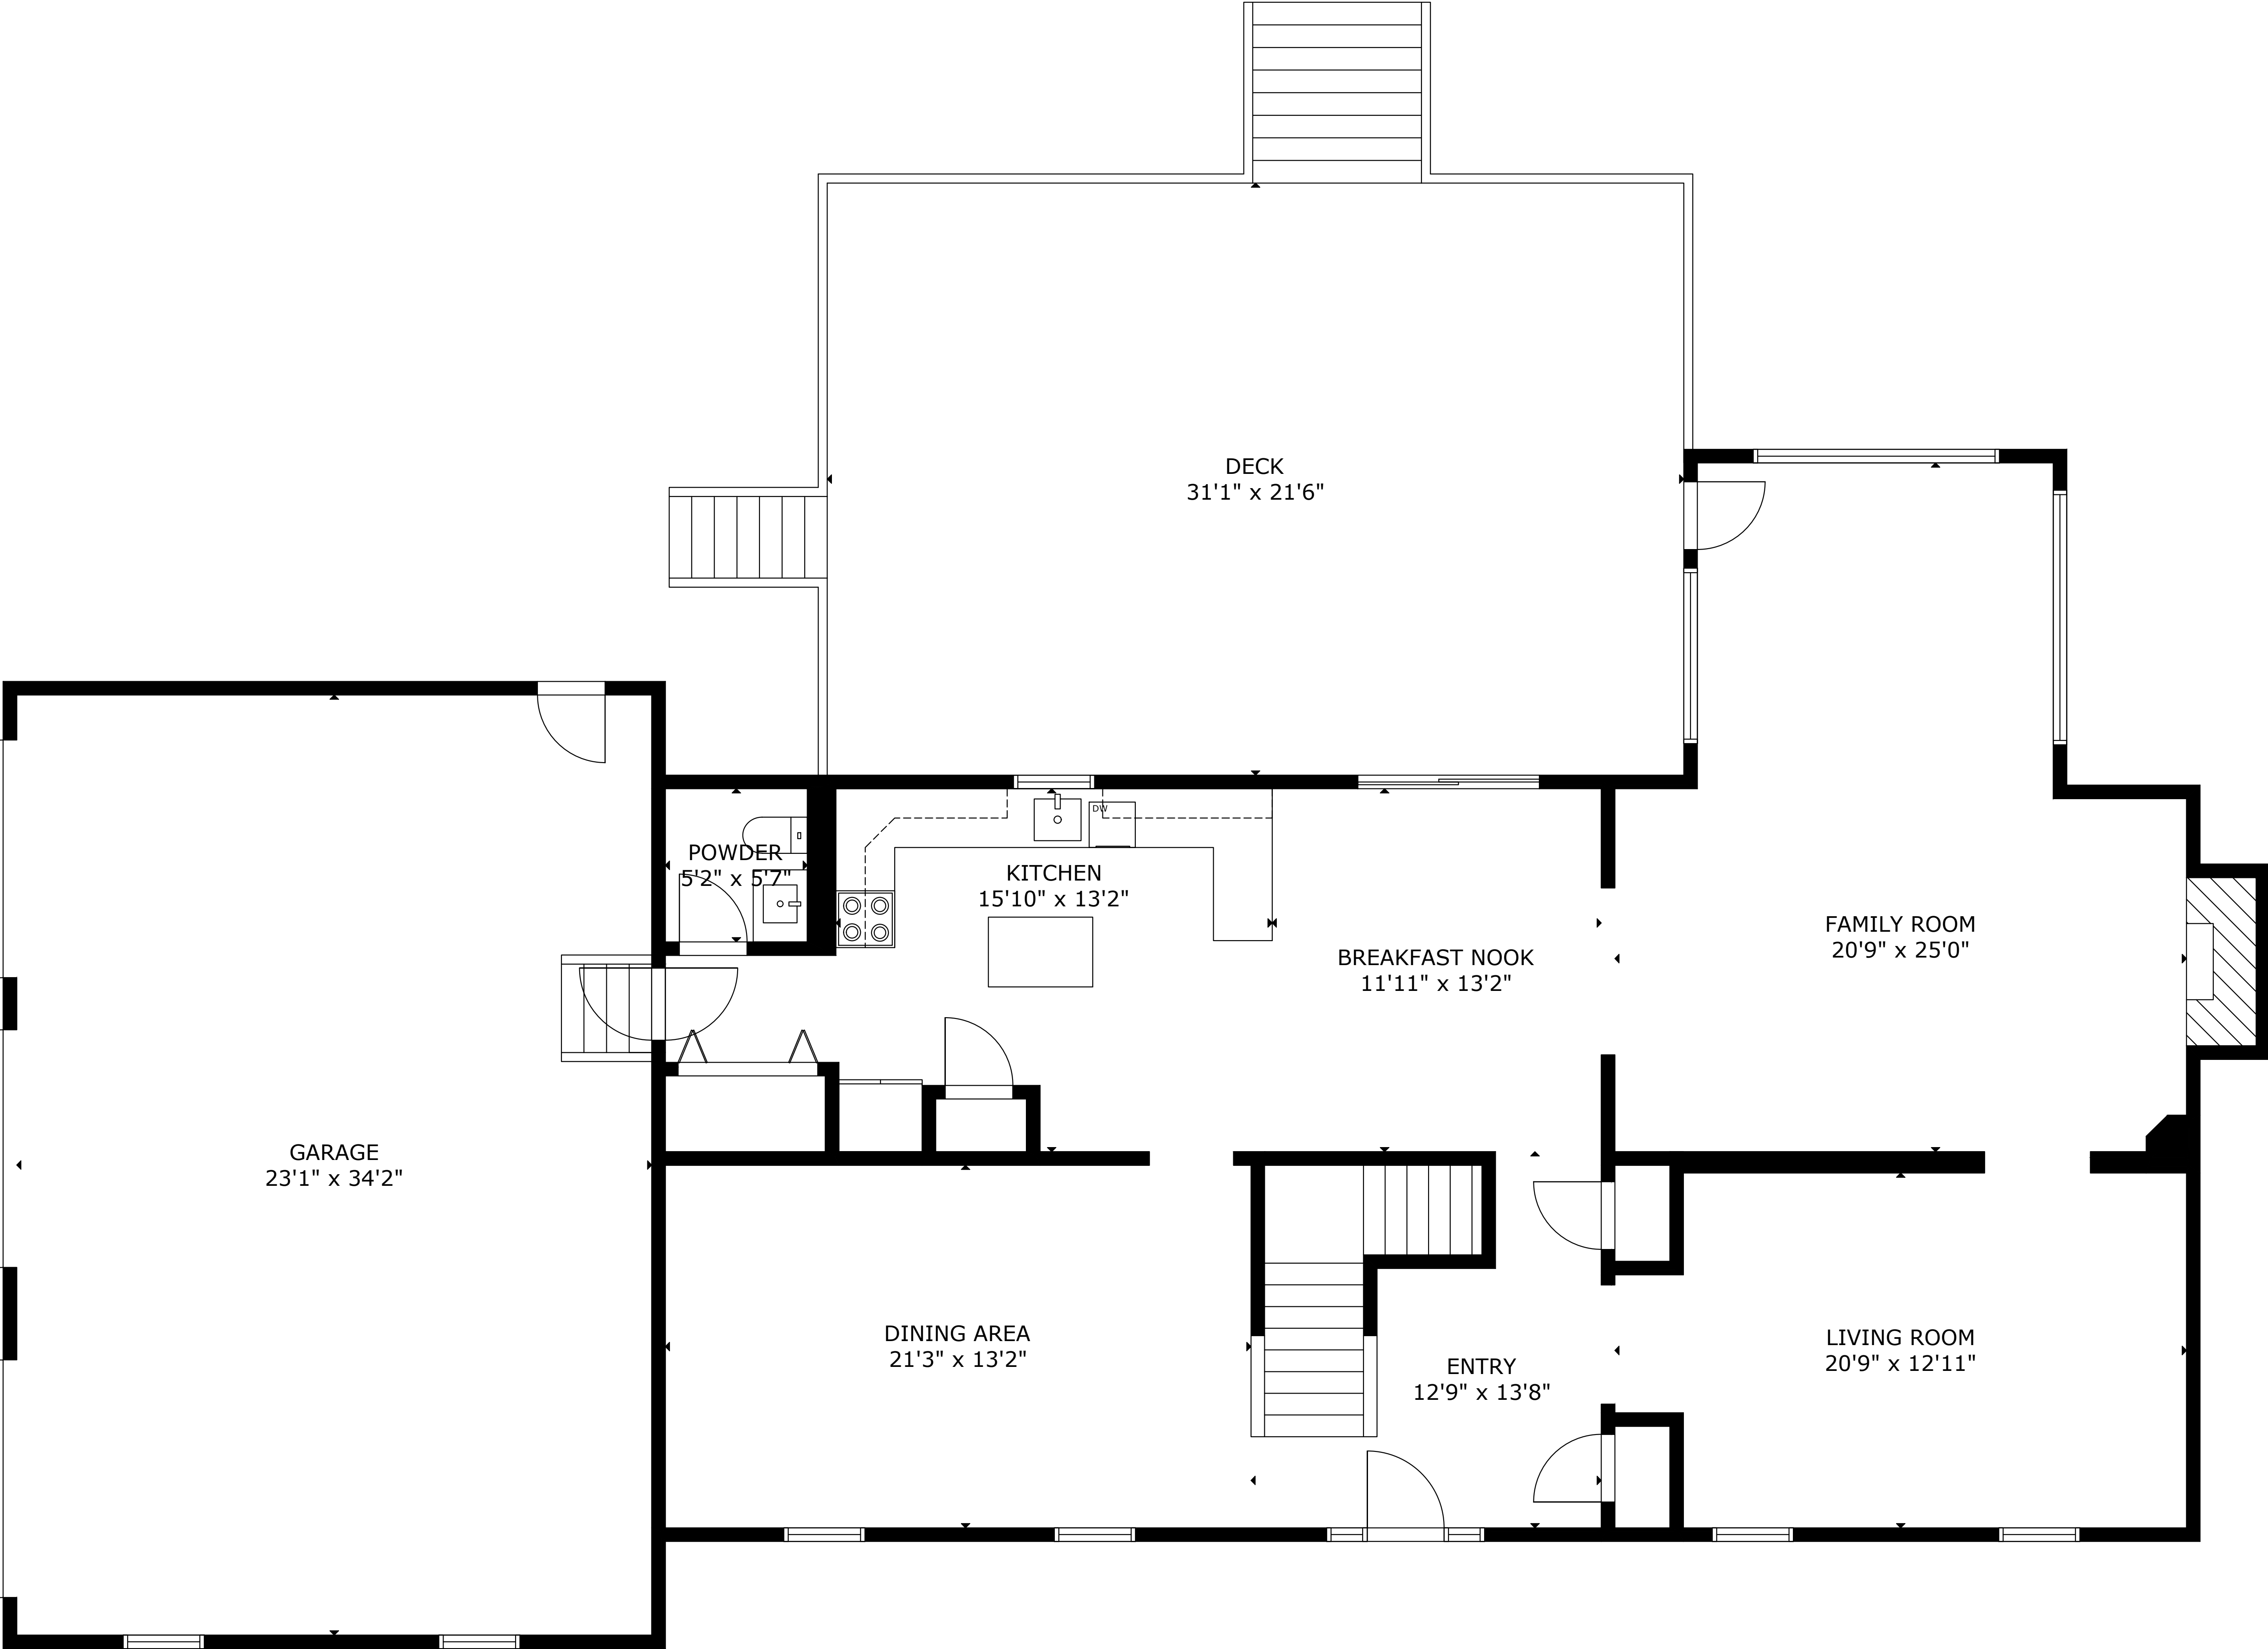 DECK
31'1" x 21'6"
POWDER
5'2" x 5'7"
DW
KITCHEN
15'10" x 13'2"
BREAKFAST NOOK
11'11" x 13'2"
FAMILY ROOM
20'9" x 25'0"
GARAGE
23'1" x 34'2"
DINING AREA
21'3" x 13'2"
ENTRY
12'9" x 13'8"
LIVING ROOM
20'9" x 12'11"